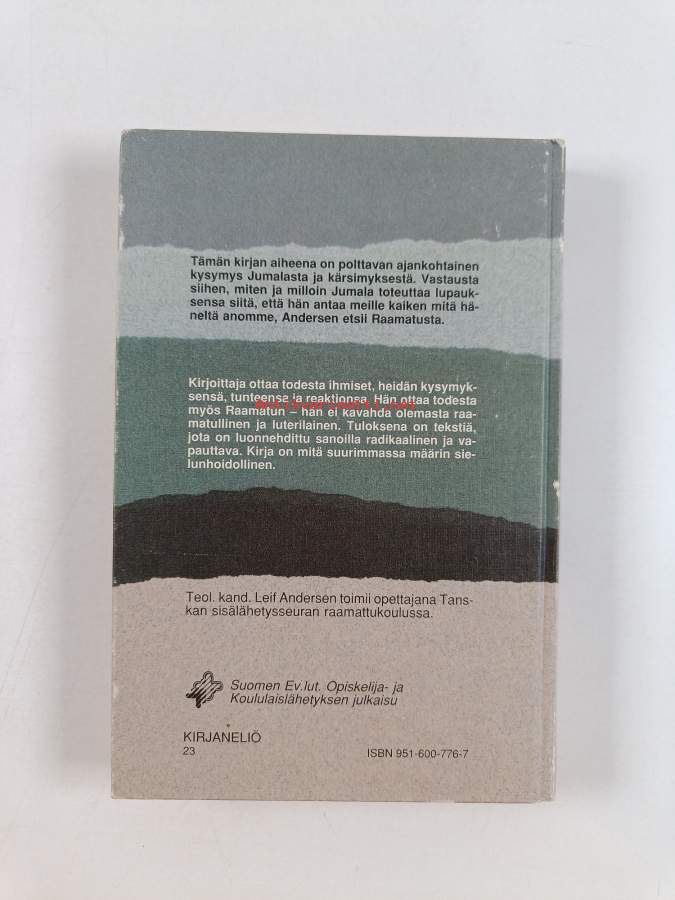 Tämän kirjan aiheena on polttavan ajankohtainen
kysymys Jumalasta ja kärsimyksestä. Vastausta
siihen, miten ja milloin Jumala toteuttaa lupauk-
sensa siitä, että hän antaa meille kaiken mitä hä-
neltä anomme, Andersen etsii Raamatusta.
Kirjoittaja ottaa todesta ihmiset, heidän kysymyk-
sensä, tunteensa ja reaktionsa. Hän ottaa todesta
myös Raamatun – hän ei kavahda olemasta raa-
matullinen ja luterilainen. Tuloksena on tekstiä,
jota on luonnehdittu sanoilla radikaalinen ja va-
pauttava. Kirja on mitä suurimmassa määrin sie-
lunhoidollinen.
Teol. kand. Leif Andersen toimii opettajana Tans-
kan sisälähetysseuran raamattukoulussa.
Suomen Ev.lut. Opiskelija- ja
Koululaislähetyksen julkaisu
KIRJANELIÖ
23
ISBN 951-600-776-7